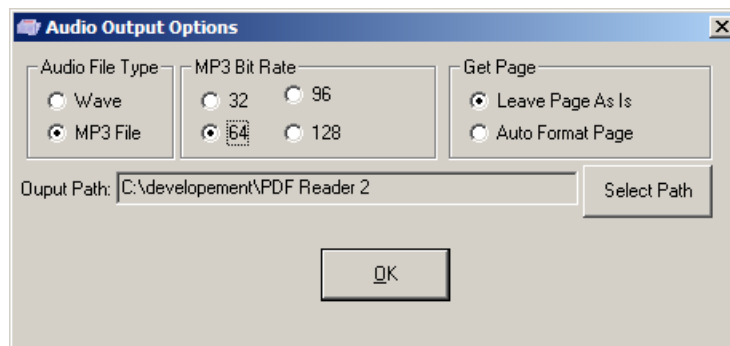 Audio Output Options
Audio File Type
Wave
MP3 File
MP3 Bit Rate
32
96
64
128
Get Page
Leave Page As Is
Auto Format Page
Ouput Path: C:\developement\PDF Reader 2
Select Path
OK